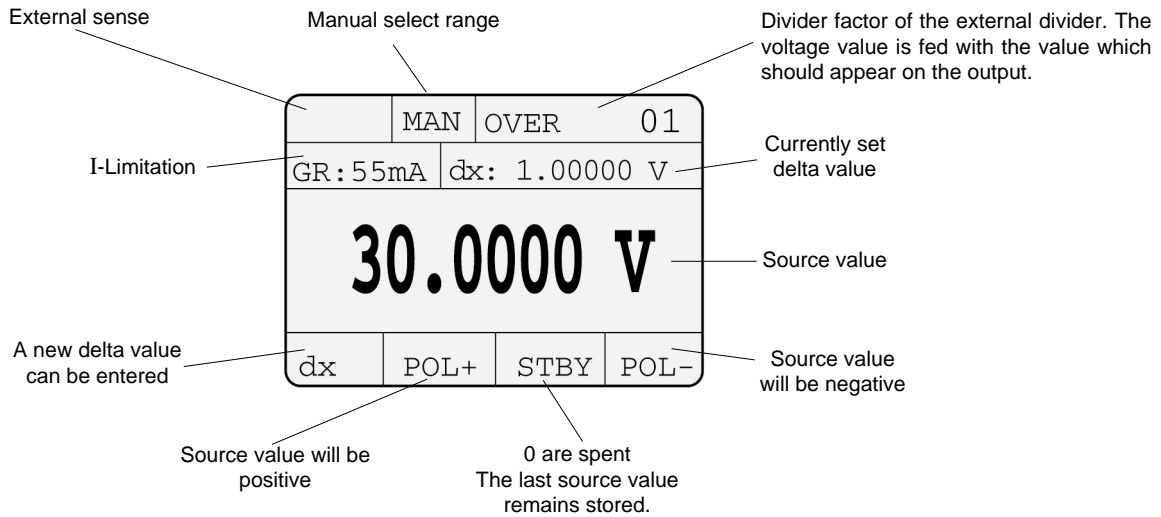 External sense
Manual select range
Divider factor of the external divider. The
voltage value is fed with the value which
should appear on the output.
MAN OVER 01
I-Limitation
GR:55mA dx: 1.00000 V
Currently set
delta value
30.0000 V
Source value
A new delta value
can be entered
dx POL+ STBY POL-
Source value
will be negative
Source value will be
positive
0 are spent
The last source value
remains stored.